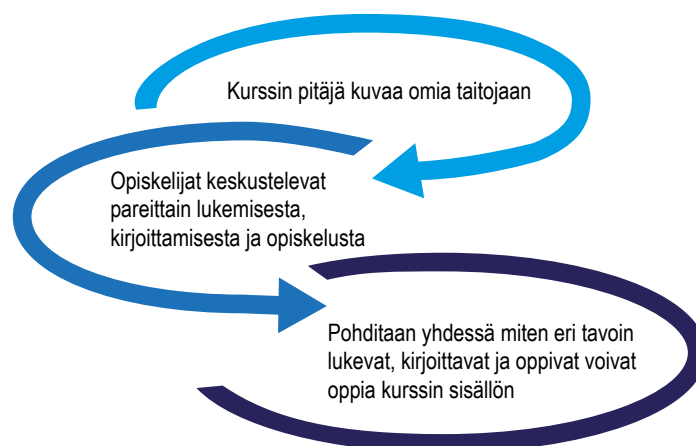 Kurssin pitäjä kuvaa omia taitojaan
Opiskelijat keskustelevat
pareittain lukemisesta,
kirjoittamisesta ja opiskelusta
Pohditaan yhdessä miten eri tavoin
lukevat, kirjoittavat ja oppivat voivat
oppia kurssin sisällön